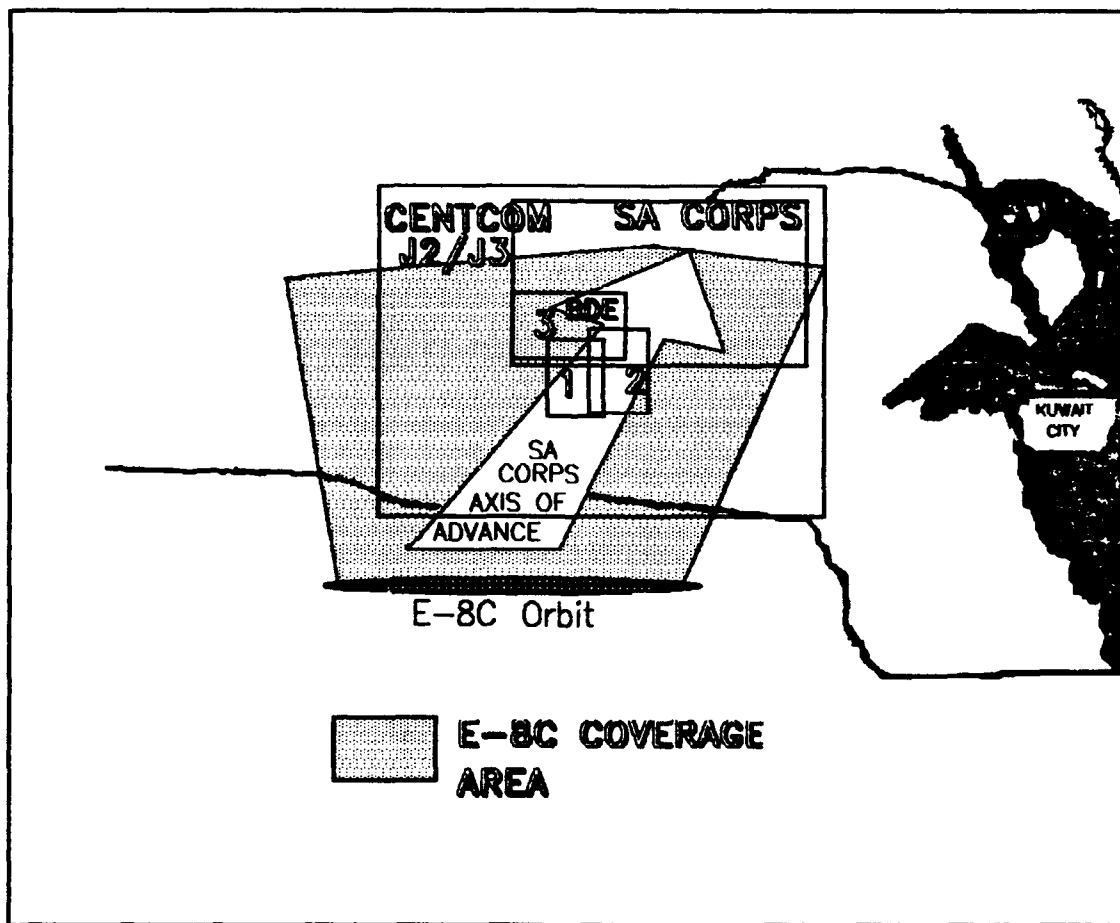 CENTCOM SA CORPS
J2/J3
BDE
3
1 2
KUWAIT
CITY
SA
CORPS
AXIS OF
ADVANCE
E-8C Orbit
E-8C COVERAGE
AREA